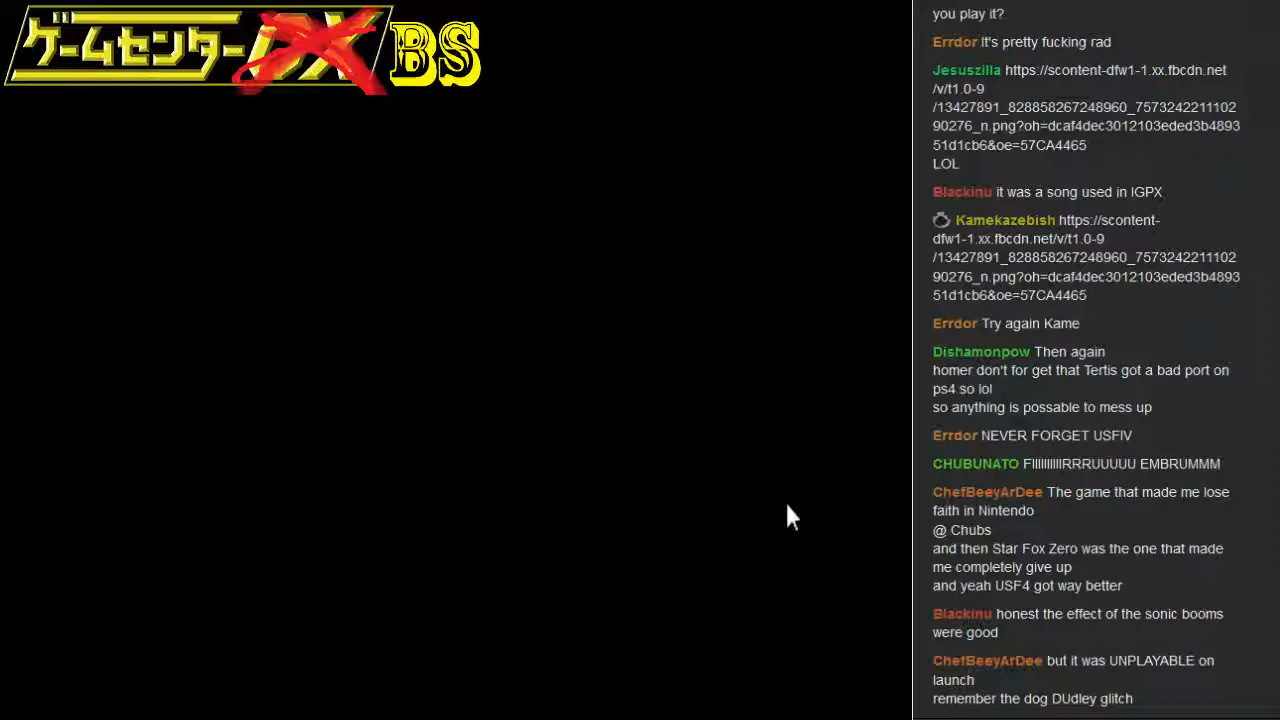 ゲームセンターDX BS
you play it?
Errdor It's pretty fucking rad
Jesuszilla https://scontent-dfw1-1.xx.fbcdn.net
/v/t1.0-9
/13427891_828858267248960_7573242211102
90276_n.png?oh=dcaf4dec3012103eded3b4893
51d1cb6&oe=57CA4465
LOL
Blackinu it was a song used in IGPX
Kamekazebish https://scontent-
dfw1-1.xx.fbcdn.net/v/t1.0-9
/13427891_828858267248960_7573242211102
90276_n.png?oh=dcaf4dec3012103eded3b4893
51d1cb6&oe=57CA4465
Errdor Try again Kame
Dishamonpow Then again
homer don't for get that Tertis got a bad port on
ps4 so lol
so anything is possable to mess up
Errdor NEVER FORGET USFIV
CHUBUNATO FIIIIIIIIIIRRRUUUUU EMBRUMMM
ChefBeeyArDee The game that made me lose
faith in Nintendo
@ Chubs
and then Star Fox Zero was the one that made
me completely give up
and yeah USF4 got way better
Blackinu honest the effect of the sonic booms
were good
ChefBeeyArDee but it was UNPLAYABLE on
launch
remember the dog DUdley glitch